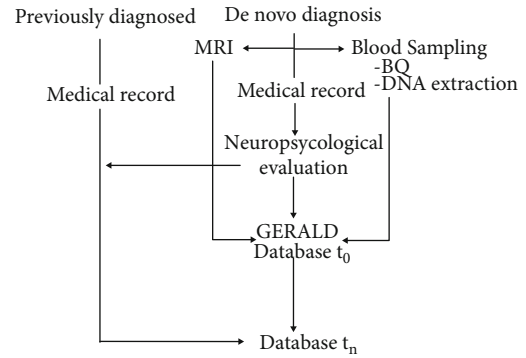 Previously diagnosed
De novo diagnosis
MRI
Blood Sampling
-BQ
-DNA extraction
Medical record
Medical record
Neuropsycological
evaluation
GERALD
Database t0
Database tn